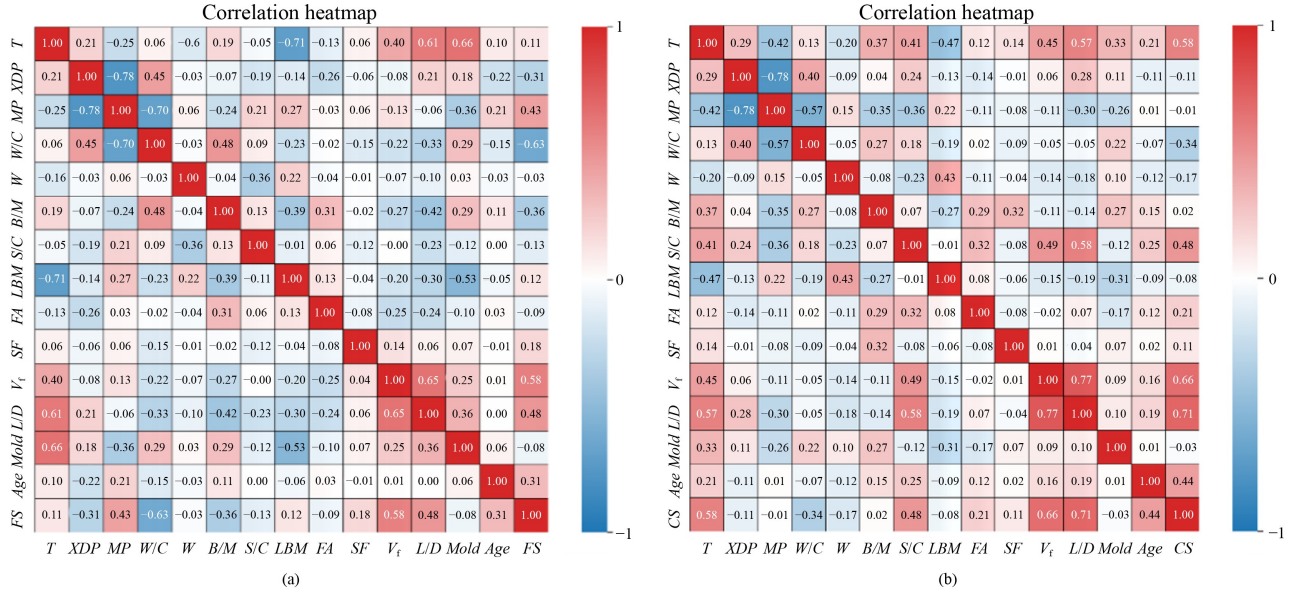 Correlation heatmap
T 1.00 0.21 −0.25 0.06 −0.6 0.19 −0.05 −0.71 −0.13 0.06 0.40 0.61 0.66 0.10 0.11
XDP 0.21 1.00 −0.78 0.45 −0.03 −0.07 −0.19 −0.14 −0.26 −0.06 −0.08 0.21 0.18 −0.22 −0.31
MP −0.25 −0.78 1.00 −0.70 0.06 −0.24 0.21 0.27 −0.03 0.06 −0.13 −0.06 −0.36 0.21 0.43
W/C 0.06 0.45 −0.70 1.00 −0.03 0.48 0.09 −0.23 −0.02 −0.15 −0.22 −0.33 0.29 −0.15 −0.63
W −0.16 −0.03 0.06 −0.03 1.00 −0.04 −0.36 0.22 −0.04 −0.01 −0.07 −0.10 0.03 −0.03 −0.03
B/M 0.19 −0.07 −0.24 0.48 −0.04 1.00 0.13 −0.39 0.31 −0.02 −0.27 −0.42 0.29 0.11 −0.36
S/C −0.05 −0.19 0.21 0.09 −0.36 0.13 1.00 −0.01 0.06 −0.12 −0.00 −0.23 −0.12 0.00 −0.13
LBM −0.71 −0.14 0.27 −0.23 0.22 −0.39 −0.11 1.00 0.13 −0.04 −0.20 −0.30 −0.53 −0.05 0.12
FA −0.13 −0.26 0.03 −0.02 −0.04 0.31 0.06 0.13 1.00 −0.08 −0.25 −0.24 −0.10 0.03 −0.09
SF 0.06 −0.06 0.06 −0.15 −0.01 −0.02 −0.12 −0.04 −0.08 1.00 0.14 0.06 0.07 −0.01 0.18
Vf 0.40 −0.08 0.13 −0.22 −0.07 −0.27 −0.00 −0.20 −0.25 0.04 1.00 0.65 0.25 0.01 0.58
L/D 0.61 0.21 −0.06 −0.33 −0.10 −0.42 −0.23 −0.30 −0.24 0.06 0.65 1.00 0.36 0.00 0.48
Mold 0.66 0.18 −0.36 0.29 0.03 0.29 −0.12 −0.53 −0.10 0.07 0.25 0.36 1.00 0.06 −0.08
Age 0.10 −0.22 0.21 −0.15 −0.03 0.11 0.00 −0.06 0.03 −0.01 0.01 0.00 0.06 1.00 0.31
FS 0.11 −0.31 0.43 −0.63 −0.03 −0.36 −0.13 0.12 −0.09 0.18 0.58 0.48 −0.08 0.31 1.00
T XDP MP W/C W B/M S/C LBM FA SF Vf L/D Mold Age FS
1
0
−1
(a)
Correlation heatmap
T 1.00 0.29 −0.42 0.13 −0.20 0.37 0.41 −0.47 0.12 0.14 0.45 0.57 0.33 0.21 0.58
XDP 0.29 1.00 −0.78 0.40 −0.09 0.04 0.24 −0.13 −0.14 −0.01 0.06 0.28 0.11 −0.11 −0.11
MP −0.42 −0.78 1.00 −0.57 0.15 −0.35 −0.36 0.22 −0.11 −0.08 −0.11 −0.30 −0.26 0.01 −0.01
W/C 0.13 0.40 −0.57 1.00 −0.05 0.27 0.18 −0.19 0.02 −0.09 −0.05 −0.05 0.22 −0.07 −0.34
W −0.20 −0.09 0.15 −0.05 1.00 −0.08 −0.23 0.43 −0.11 −0.04 −0.14 −0.18 0.10 −0.12 −0.17
B/M 0.37 0.04 −0.35 0.27 −0.08 1.00 0.07 −0.27 0.29 0.32 −0.11 −0.14 0.27 0.15 0.02
S/C 0.41 0.24 −0.36 0.18 −0.23 0.07 1.00 −0.01 0.32 −0.08 0.49 0.58 −0.12 0.25 0.48
LBM −0.47 −0.13 0.22 −0.19 0.43 −0.27 −0.01 1.00 0.08 −0.06 −0.15 −0.19 −0.31 −0.09 −0.08
FA 0.12 −0.14 −0.11 0.02 −0.11 0.29 0.32 0.08 1.00 −0.08 −0.02 0.07 −0.17 0.12 0.21
SF 0.14 −0.01 −0.08 −0.09 −0.04 0.32 −0.08 −0.06 −0.08 1.00 0.01 −0.04 0.07 0.02 0.11
Vf 0.45 0.06 −0.11 −0.05 −0.14 −0.11 0.49 −0.15 −0.02 0.01 1.00 0.77 0.09 0.16 0.66
L/D 0.57 0.28 −0.30 −0.05 −0.18 −0.14 0.58 −0.19 0.07 −0.04 0.77 1.00 0.10 0.19 0.71
Mold 0.33 0.11 −0.26 0.22 0.10 0.27 −0.12 −0.31 −0.17 0.07 0.09 0.10 1.00 0.01 −0.03
Age 0.21 −0.11 0.01 −0.07 −0.12 0.15 0.25 −0.09 0.12 0.02 0.16 0.19 0.01 1.00 0.44
CS 0.58 −0.11 −0.01 −0.34 −0.17 0.02 0.48 −0.08 0.21 0.11 0.66 0.71 −0.03 0.44 1.00
T XDP MP W/C W B/M S/C LBM FA SF Vf L/D Mold Age CS
1
0
−1
(b)